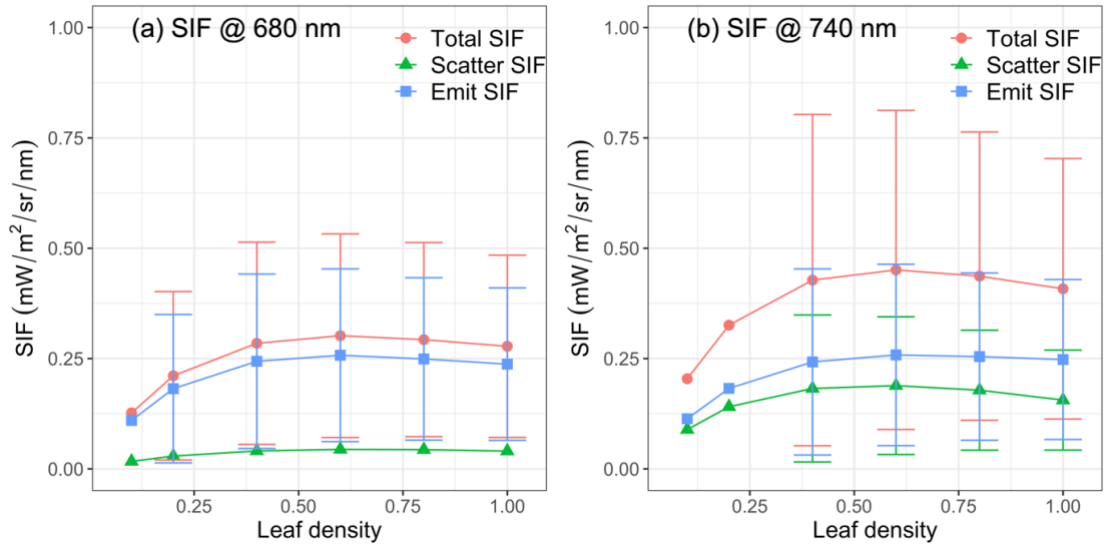 (a) SIF @ 680 nm
Total SIF
Scatter SIF
Emit SIF
1.00
0.75
0.50
0.25
0.00
SIF (mW/m²/sr/nm)
0.25 0.50 0.75 1.00
Leaf density
(b) SIF @ 740 nm
Total SIF
Scatter SIF
Emit SIF
1.00
0.75
0.50
0.25
0.00
SIF (mW/m²/sr/nm)
0.25 0.50 0.75 1.00
Leaf density